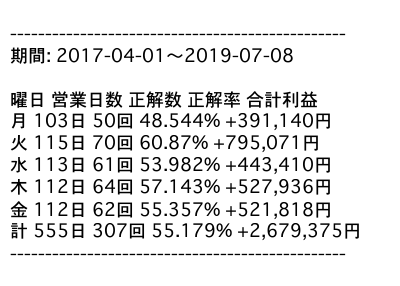 ------------------------------------------------
期間: 2017-04-01〜2019-07-08
曜日 営業日数 正解数 正解率 合計利益
月 103日 50回 48.544% +391,140円
火 115日 70回 60.87% +795,071円
水 113日 61回 53.982% +443,410円
木 112日 64回 57.143% +527,936円
金 112日 62回 55.357% +521,818円
計 555日 307回 55.179% +2,679,375円
------------------------------------------------